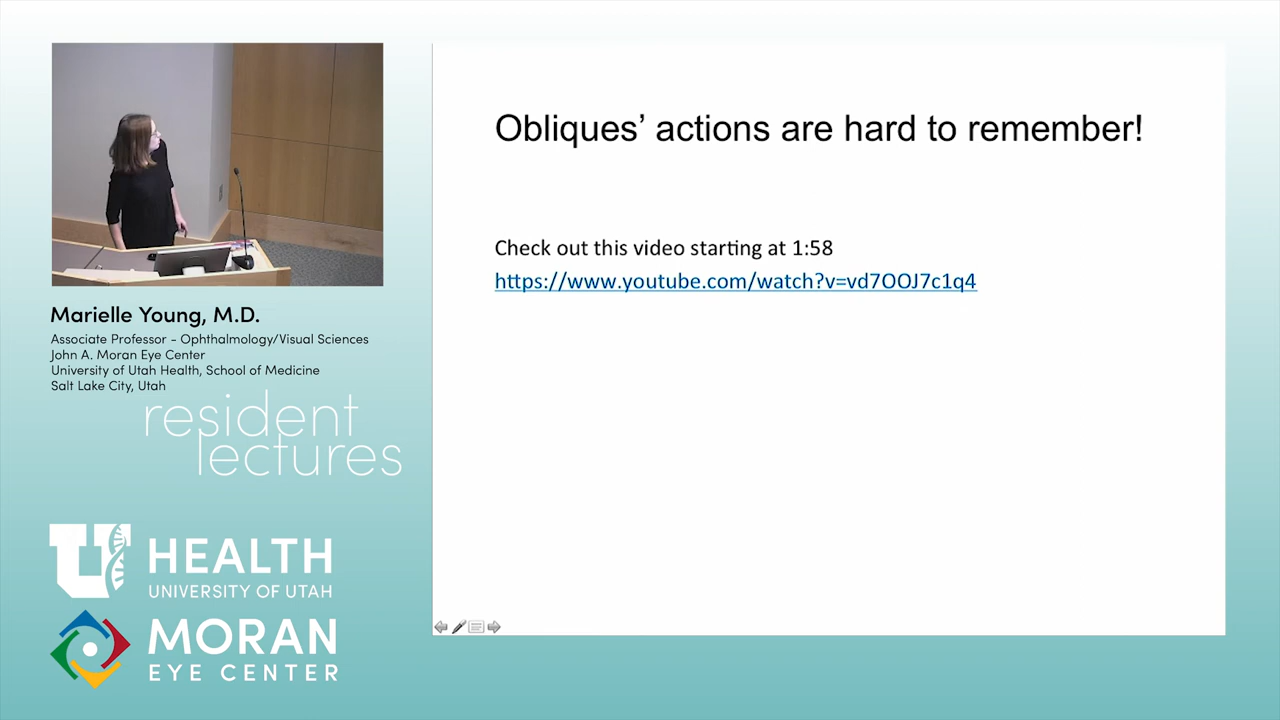 Obliques’ actions are hard to remember!
Check out this video starting at 1:58
https://www.youtube.com/watch?v=vd7OOJ7c1q4
Marielle Young, M.D.
Associate Professor - Ophthalmology/Visual Sciences
John A. Moran Eye Center
University of Utah Health, School of Medicine
Salt Lake City, Utah
resident
lectures
U HEALTH
UNIVERSITY OF UTAH
MORAN
EYE CENTER